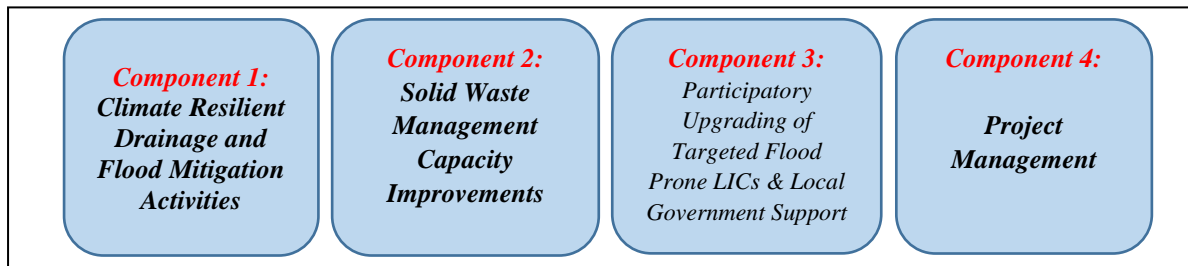 Component 1:
Climate Resilient
Drainage and
Flood Mitigation
Activities
Component 2:
Solid Waste
Management
Capacity
Improvements
Component 3:
Participatory
Upgrading of
Targeted Flood
Prone LICs & Local
Government Support
Component 4:
Project
Management